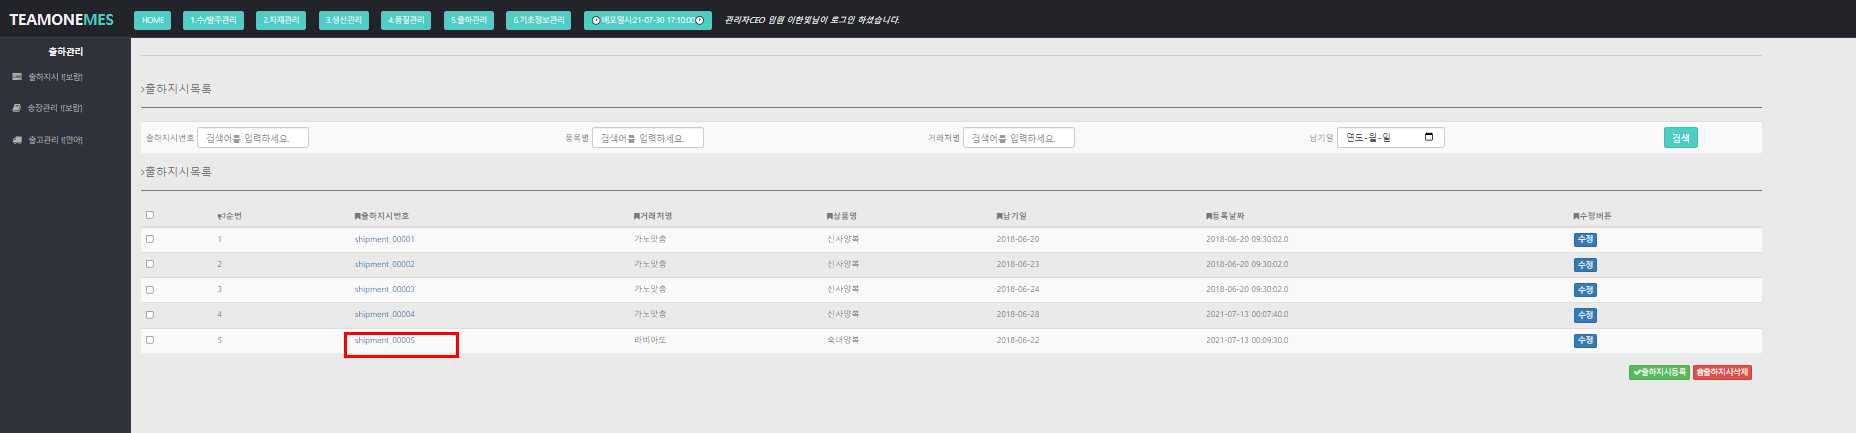 TEAMONEMES HOME 1.수/발주관리 2.자재관리 3.생산관리 4.품질관리 5.출하관리 6.기초정보관리 배포일시:21-07-30 17:10:00 관리자CEO 임원 이한빛님이 로그인 하셨습니다.
출하관리
출하지시 !![보람]
송장관리 !![보람]
출고관리 !![민아]
>출하지시목록
출하지시번호 검색어를 입력하세요. 품목별 검색어를 입력하세요. 거래처별 검색어를 입력하세요. 납기일 연도-월-일 검색
>출하지시목록
순번 출하지시번호 거래처명 상품명 납기일 등록날짜 수정버튼
1 shipment_00001 가노맞춤 신사양복 2018-06-20 2018-06-20 09:30:02.0 수정
2 shipment_00002 가노맞춤 신사양복 2018-06-23 2018-06-20 09:30:02.0 수정
3 shipment_00003 가노맞춤 신사양복 2018-06-24 2018-06-20 09:30:02.0 수정
4 shipment_00004 가노맞춤 신사양복 2018-06-28 2021-07-13 00:07:40.0 수정
5 shipment_00005 라비아또 숙녀양복 2018-06-22 2021-07-13 00:09:30.0 수정
출하지시등록 출하지시삭제